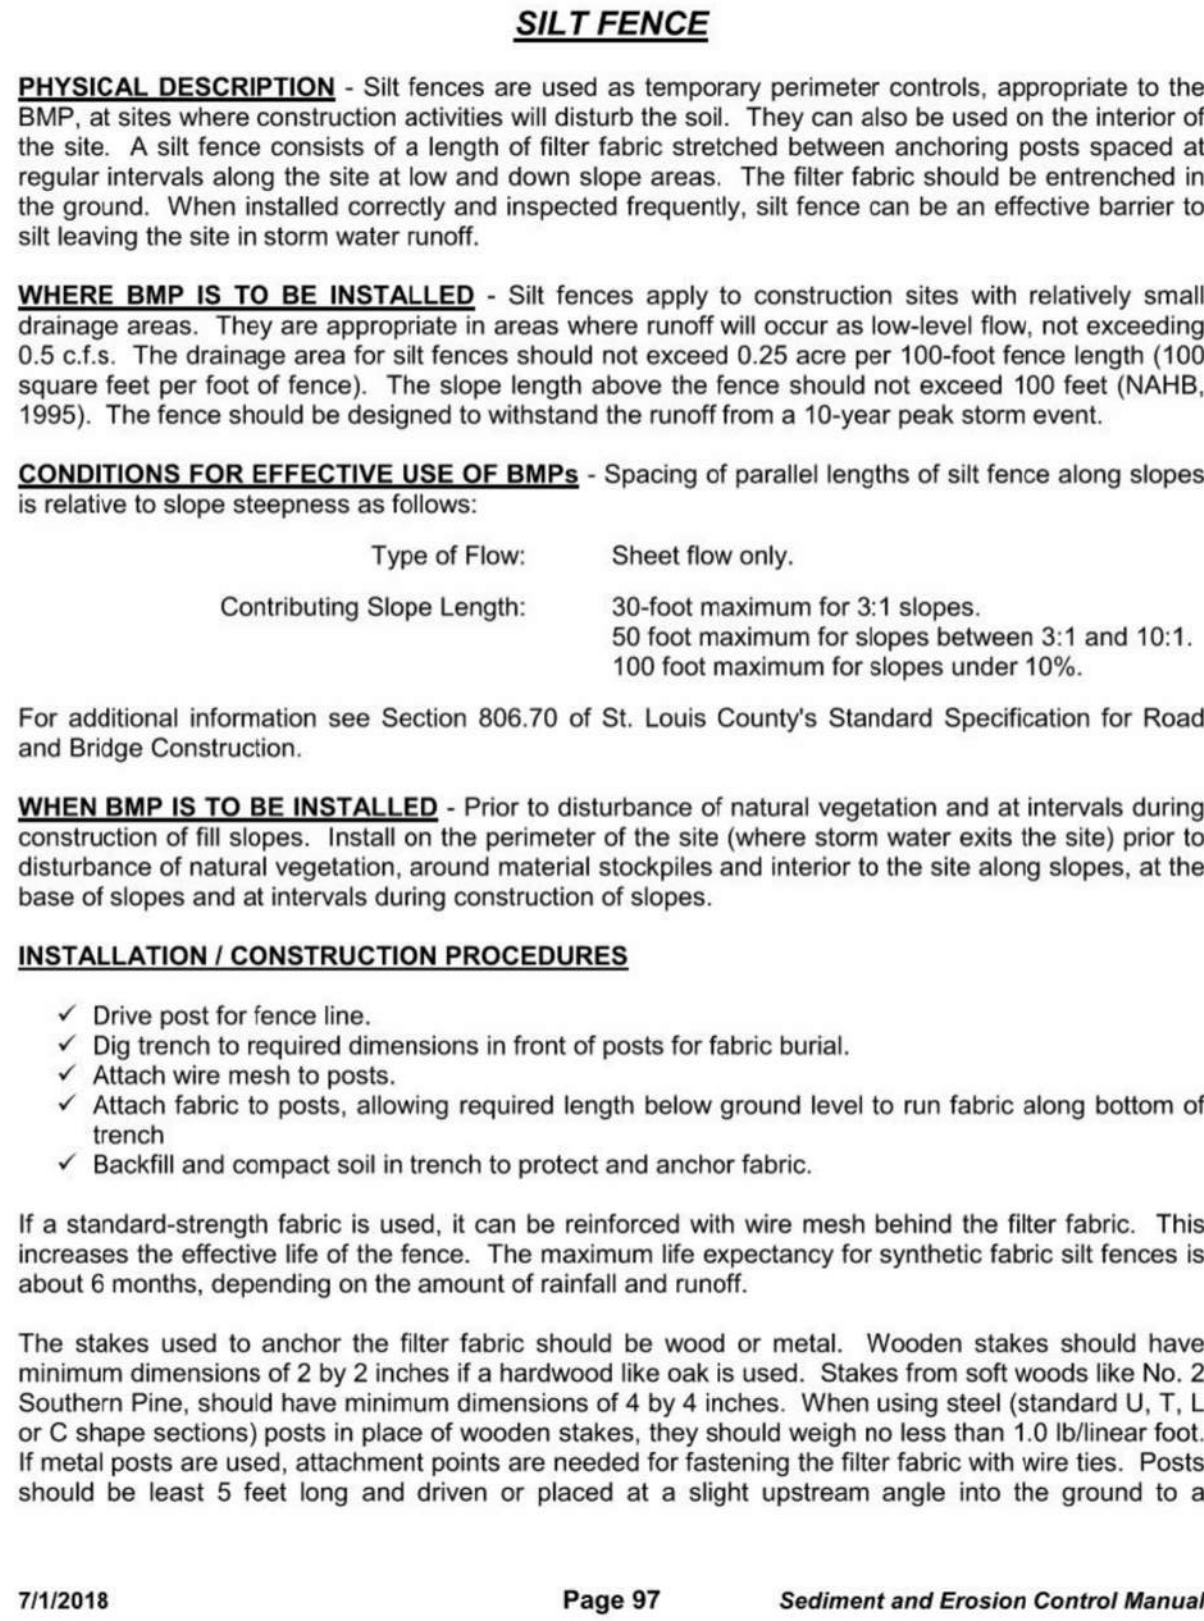 SILT FENCE
PHYSICAL DESCRIPTION - Silt fences are used as temporary perimeter controls, appropriate to the
BMP, at sites where construction activities will disturb the soil. They can also be used on the interior of
the site. A silt fence consists of a length of filter fabric stretched between anchoring posts spaced at
regular intervals along the site at low and down slope areas. The filter fabric should be entrenched in
the ground. When installed correctly and inspected frequently, silt fence can be an effective barrier to
silt leaving the site in storm water runoff.
WHERE BMP IS TO BE INSTALLED - Silt fences apply to construction sites with relatively small
drainage areas. They are appropriate in areas where runoff will occur as low-level flow, not exceeding
0.5 c.f.s. The drainage area for silt fences should not exceed 0.25 acre per 100-foot fence length (100
square feet per foot of fence). The slope length above the fence should not exceed 100 feet (NAHB,
1995). The fence should be designed to withstand the runoff from a 10-year peak storm event.
CONDITIONS FOR EFFECTIVE USE OF BMPs - Spacing of parallel lengths of silt fence along slopes
is relative to slope steepness as follows:
Type of Flow: Sheet flow only.
Contributing Slope Length: 30-foot maximum for 3:1 slopes.
50 foot maximum for slopes between 3:1 and 10:1.
100 foot maximum for slopes under 10%.
For additional information see Section 806.70 of St. Louis County's Standard Specification for Road
and Bridge Construction.
WHEN BMP IS TO BE INSTALLED - Prior to disturbance of natural vegetation and at intervals during
construction of fill slopes. Install on the perimeter of the site (where storm water exits the site) prior to
disturbance of natural vegetation, around material stockpiles and interior to the site along slopes, at the
base of slopes and at intervals during construction of slopes.
INSTALLATION / CONSTRUCTION PROCEDURES
✓ Drive post for fence line.
✓ Dig trench to required dimensions in front of posts for fabric burial.
✓ Attach wire mesh to posts.
✓ Attach fabric to posts, allowing required length below ground level to run fabric along bottom of
trench
✓ Backfill and compact soil in trench to protect and anchor fabric.
If a standard-strength fabric is used, it can be reinforced with wire mesh behind the filter fabric. This
increases the effective life of the fence. The maximum life expectancy for synthetic fabric silt fences is
about 6 months, depending on the amount of rainfall and runoff.
The stakes used to anchor the filter fabric should be wood or metal. Wooden stakes should have
minimum dimensions of 2 by 2 inches if a hardwood like oak is used. Stakes from soft woods like No. 2
Southern Pine, should have minimum dimensions of 4 by 4 inches. When using steel (standard U, T, L
or C shape sections) posts in place of wooden stakes, they should weigh no less than 1.0 lb/linear foot.
If metal posts are used, attachment points are needed for fastening the filter fabric with wire ties. Posts
should be least 5 feet long and driven or placed at a slight upstream angle into the ground to a
7/1/2018 Page 97 Sediment and Erosion Control Manual